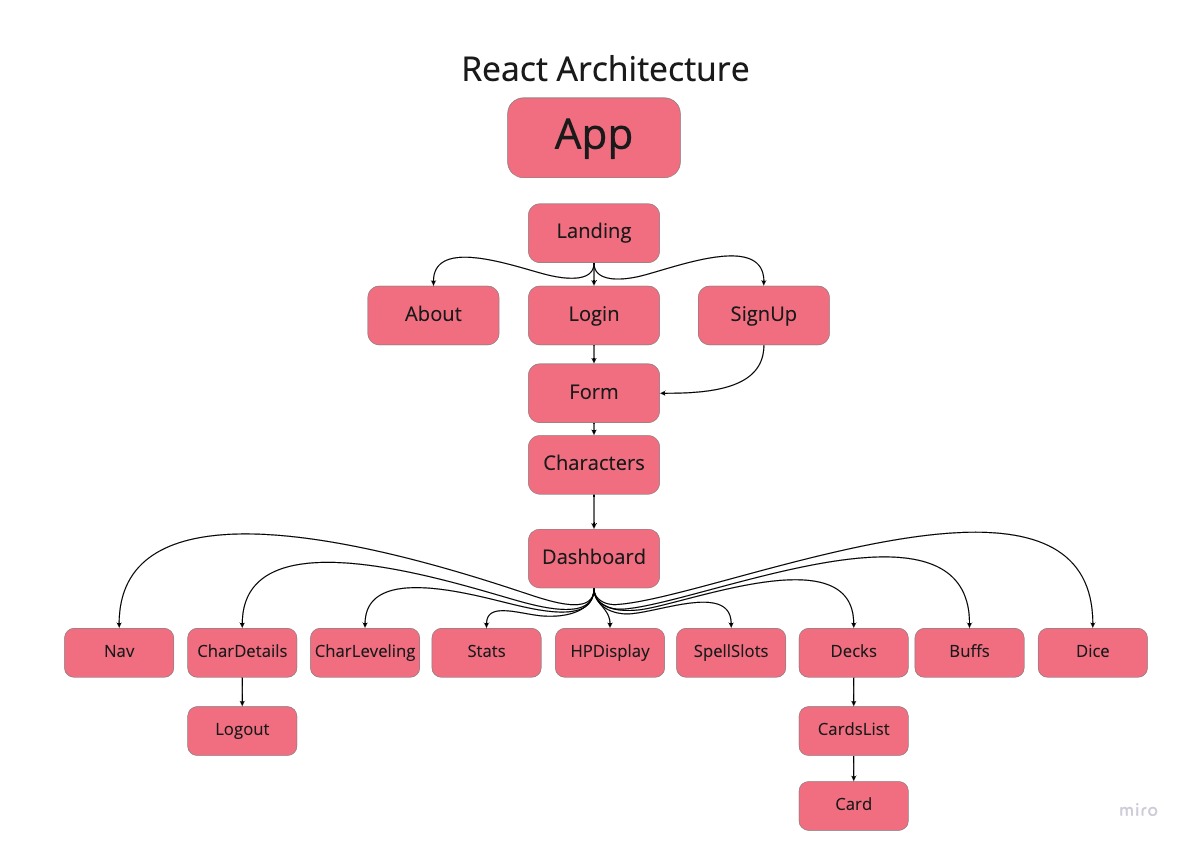 React Architecture
App
Landing
About
Login
SignUp
Form
Characters
Dashboard
Nav
CharDetails
CharLeveling
Stats
HPDisplay
SpellSlots
Decks
Buffs
Dice
Logout
CardsList
Card
miro